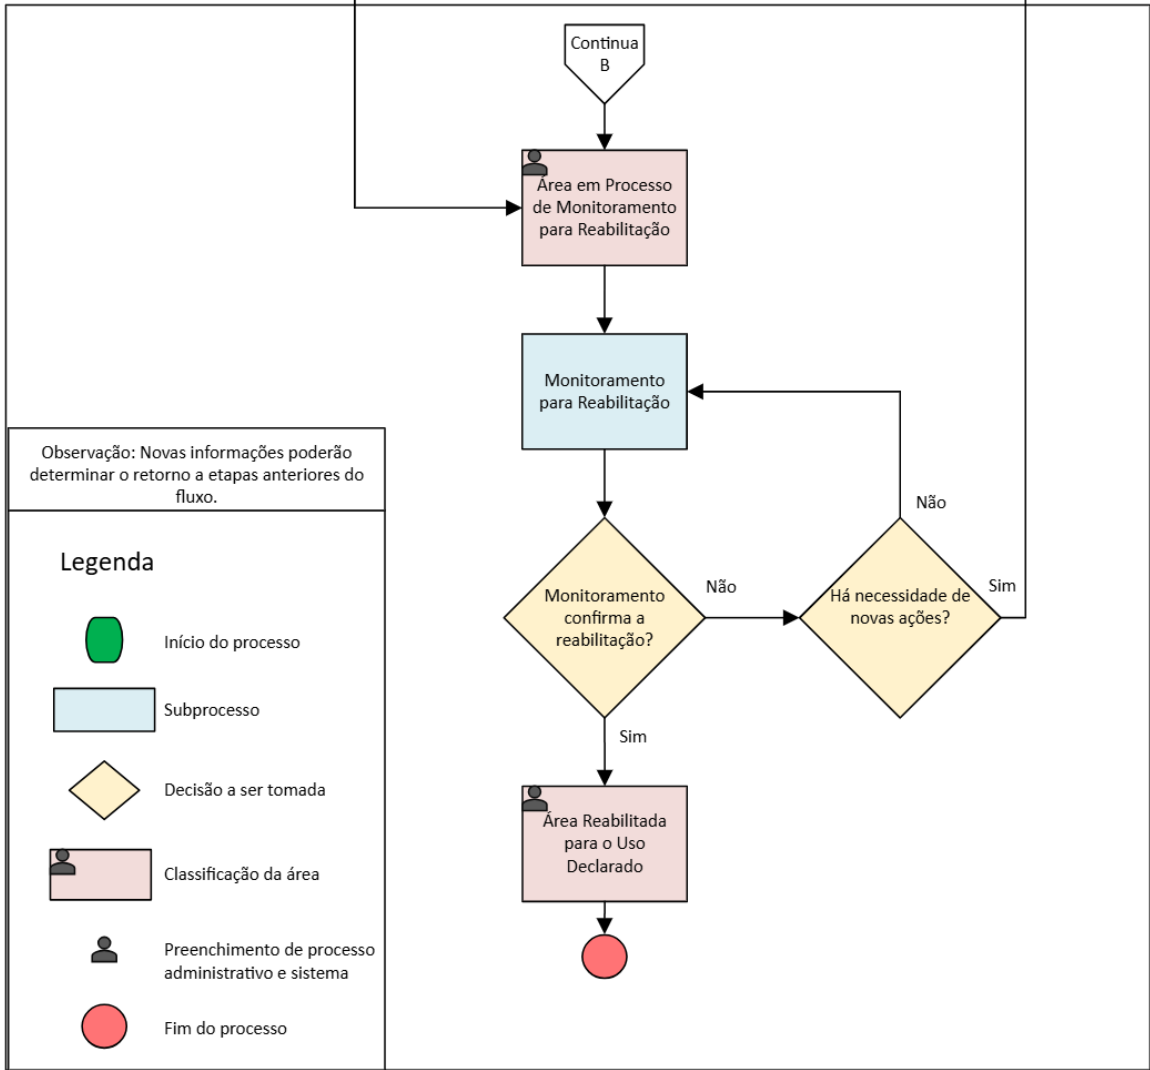 Continua
B
Área em Processo
de Monitoramento
para Reabilitação
Monitoramento
para Reabilitação
Observação: Novas informações poderão
determinar o retorno a etapas anteriores do
fluxo.
Não
Legenda
Monitoramento
confirma a
reabilitação?
Não
Há necessidade de
novas ações?
Sim
Início do processo
Subprocesso
Sim
Decisão a ser tomada
Área Reabilitada
para o Uso
Declarado
Classificação da área
Preenchimento de processo
administrativo e sistema
Fim do processo